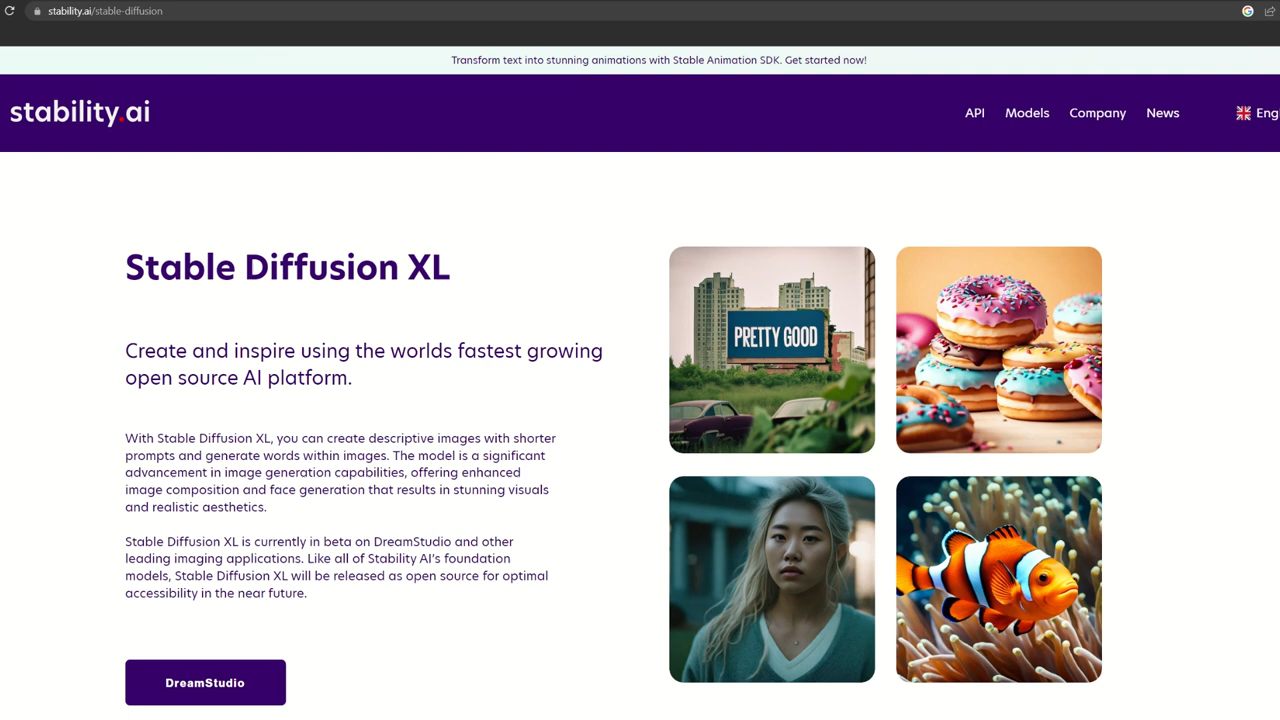 stability.ai/stable-diffusion
Transform text into stunning animations with Stable Animation SDK. Get started now!
stability.ai
API Models Company News Engl
Stable Diffusion XL
Create and inspire using the worlds fastest growing
open source AI platform.
With Stable Diffusion XL, you can create descriptive images with shorter
prompts and generate words within images. The model is a significant
advancement in image generation capabilities, offering enhanced
image composition and face generation that results in stunning visuals
and realistic aesthetics.
Stable Diffusion XL is currently in beta on DreamStudio and other
leading imaging applications. Like all of Stability AI's foundation
models, Stable Diffusion XL will be released as open source for optimal
accessibility in the near future.
DreamStudio
PRETTY GOOD